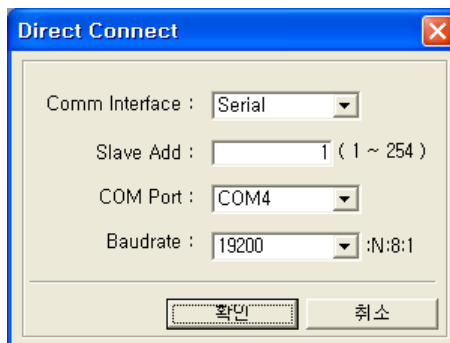 Direct Connect
Comm Interface : Serial
Slave Add : 1 ( 1 ~ 254 )
COM Port : COM4
Baudrate : 19200 :N:8:1
확인 취소